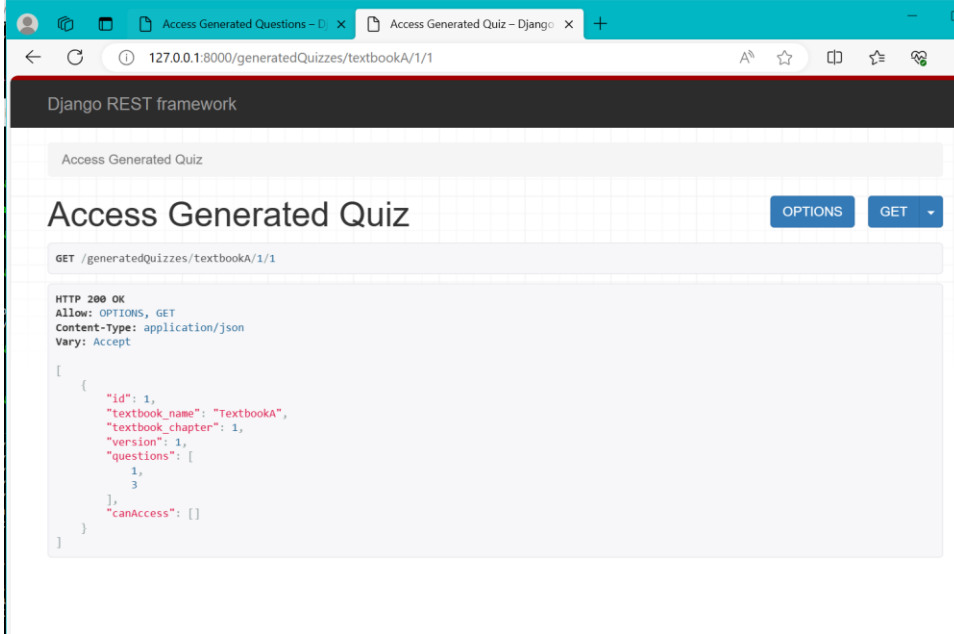 Access Generated Questions – Dj
Access Generated Quiz – Django
127.0.0.1:8000/generatedQuizzes/textbookA/1/1
Django REST framework
Access Generated Quiz
Access Generated Quiz
OPTIONS
GET
GET /generatedQuizzes/textbookA/1/1
HTTP 200 OK
Allow: OPTIONS, GET
Content-Type: application/json
Vary: Accept
[
{
"id": 1,
"textbook_name": "TextbookA",
"textbook_chapter": 1,
"version": 1,
"questions": [
1,
3
],
"canAccess": []
}
]